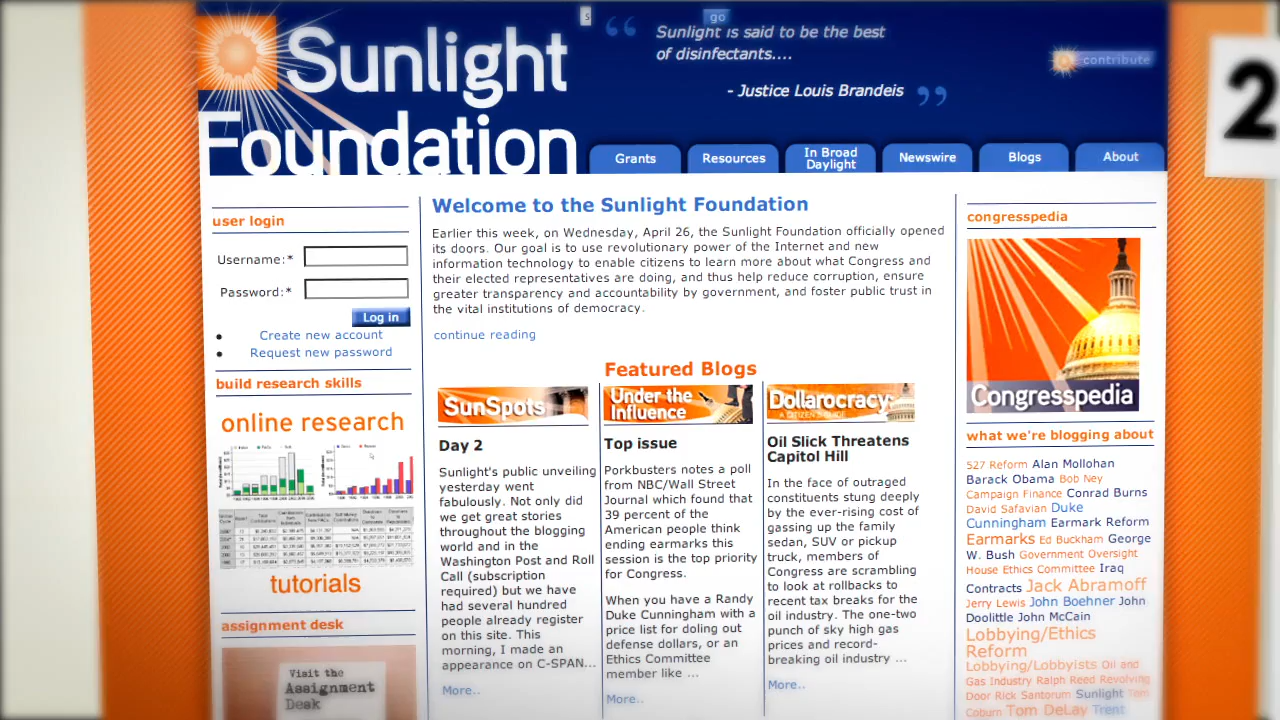 Sunlight
Foundation
s
go
“ Sunlight is said to be the best
of disinfectants....
- Justice Louis Brandeis ”
contribute
2
Grants
Resources
In Broad
Daylight
Newswire
Blogs
About
user login
Username:*
Password:*
Log in
Create new account
Request new password
build research skills
online research
tutorials
assignment desk
Visit the
Assignment
Desk
Welcome to the Sunlight Foundation
Earlier this week, on Wednesday, April 26, the Sunlight Foundation officially opened
its doors. Our goal is to use revolutionary power of the Internet and new
information technology to enable citizens to learn more about what Congress and
their elected representatives are doing, and thus help reduce corruption, ensure
greater transparency and accountability by government, and foster public trust in
the vital institutions of democracy.
continue reading
Featured Blogs
SunSpots
Day 2
Sunlight's public unveiling
yesterday went
fabulously. Not only did
we get great stories
throughout the blogging
world and in the
Washington Post and Roll
Call (subscription
required) but we have
had several hundred
people already register
on this site. This
morning, I made an
appearance on C-SPAN...
More..
Under the
Influence
Top issue
Porkbusters notes a poll
from NBC/Wall Street
Journal which found that
39 percent of the
American people think
ending earmarks this
session is the top priority
for Congress.
When you have a Randy
Duke Cunningham with a
price list for doling out
defense dollars, or an
Ethics Committee
member like ...
More..
Dollarocracy
A CITIZEN'S GUIDE
Oil Slick Threatens
Capitol Hill
In the face of outraged
constituents stung deeply
by the ever-rising cost of
gassing up the family
sedan, SUV or pickup
truck, members of
Congress are scrambling
to look at rollbacks to
recent tax breaks for the
oil industry. The one-two
punch of sky high gas
prices and record-
breaking oil industry ...
More..
congresspedia
Congresspedia
what we're blogging about
527 Reform Alan Mollohan
Barack Obama Bob Ney
Campaign Finance Conrad Burns
David Safavian Duke
Cunningham Earmark Reform
Earmarks Ed Buckham George
W. Bush Government Oversight
House Ethics Committee Iraq
Contracts Jack Abramoff
Jerry Lewis John Boehner John
Doolittle John McCain
Lobbying/Ethics
Reform
Lobbying/Lobbyists Oil and
Gas Industry Ralph Reed Revolving
Door Rick Santorum Sunlight Tom
Coburn Tom DeLay Trent